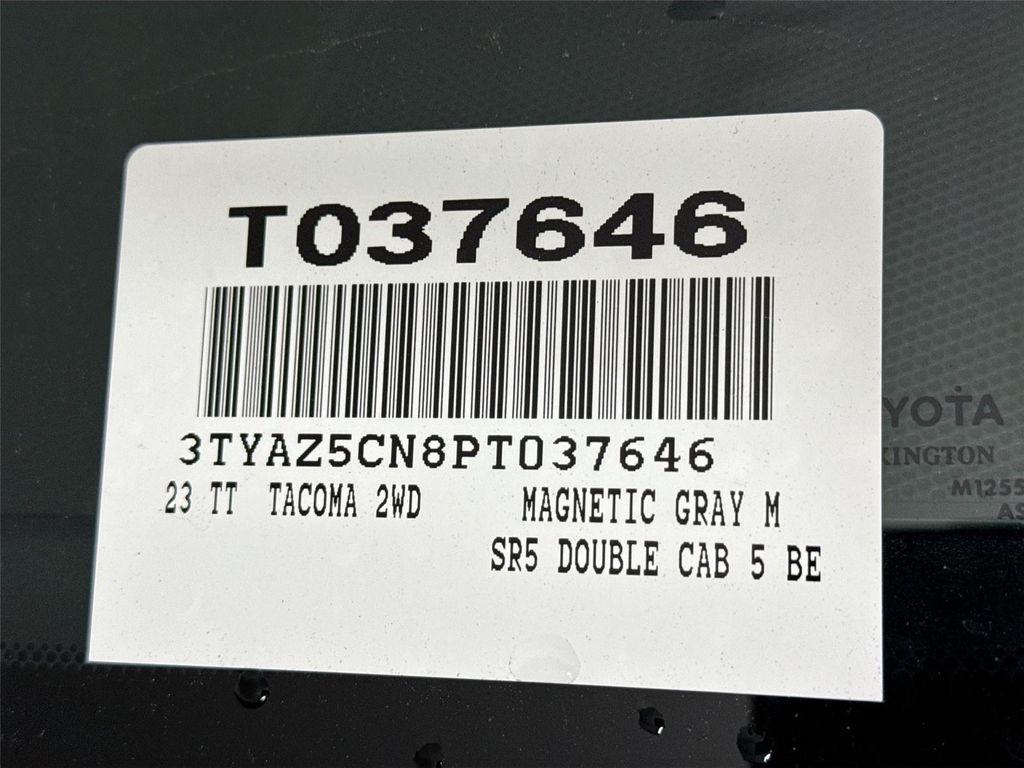 T037646
3TYAZ5CN8PT037646
23 TT TACOMA 2WD MAGNETIC GRAY M
SR5 DOUBLE CAB 5 BE
YOTA
KINGTON
M1255
AS